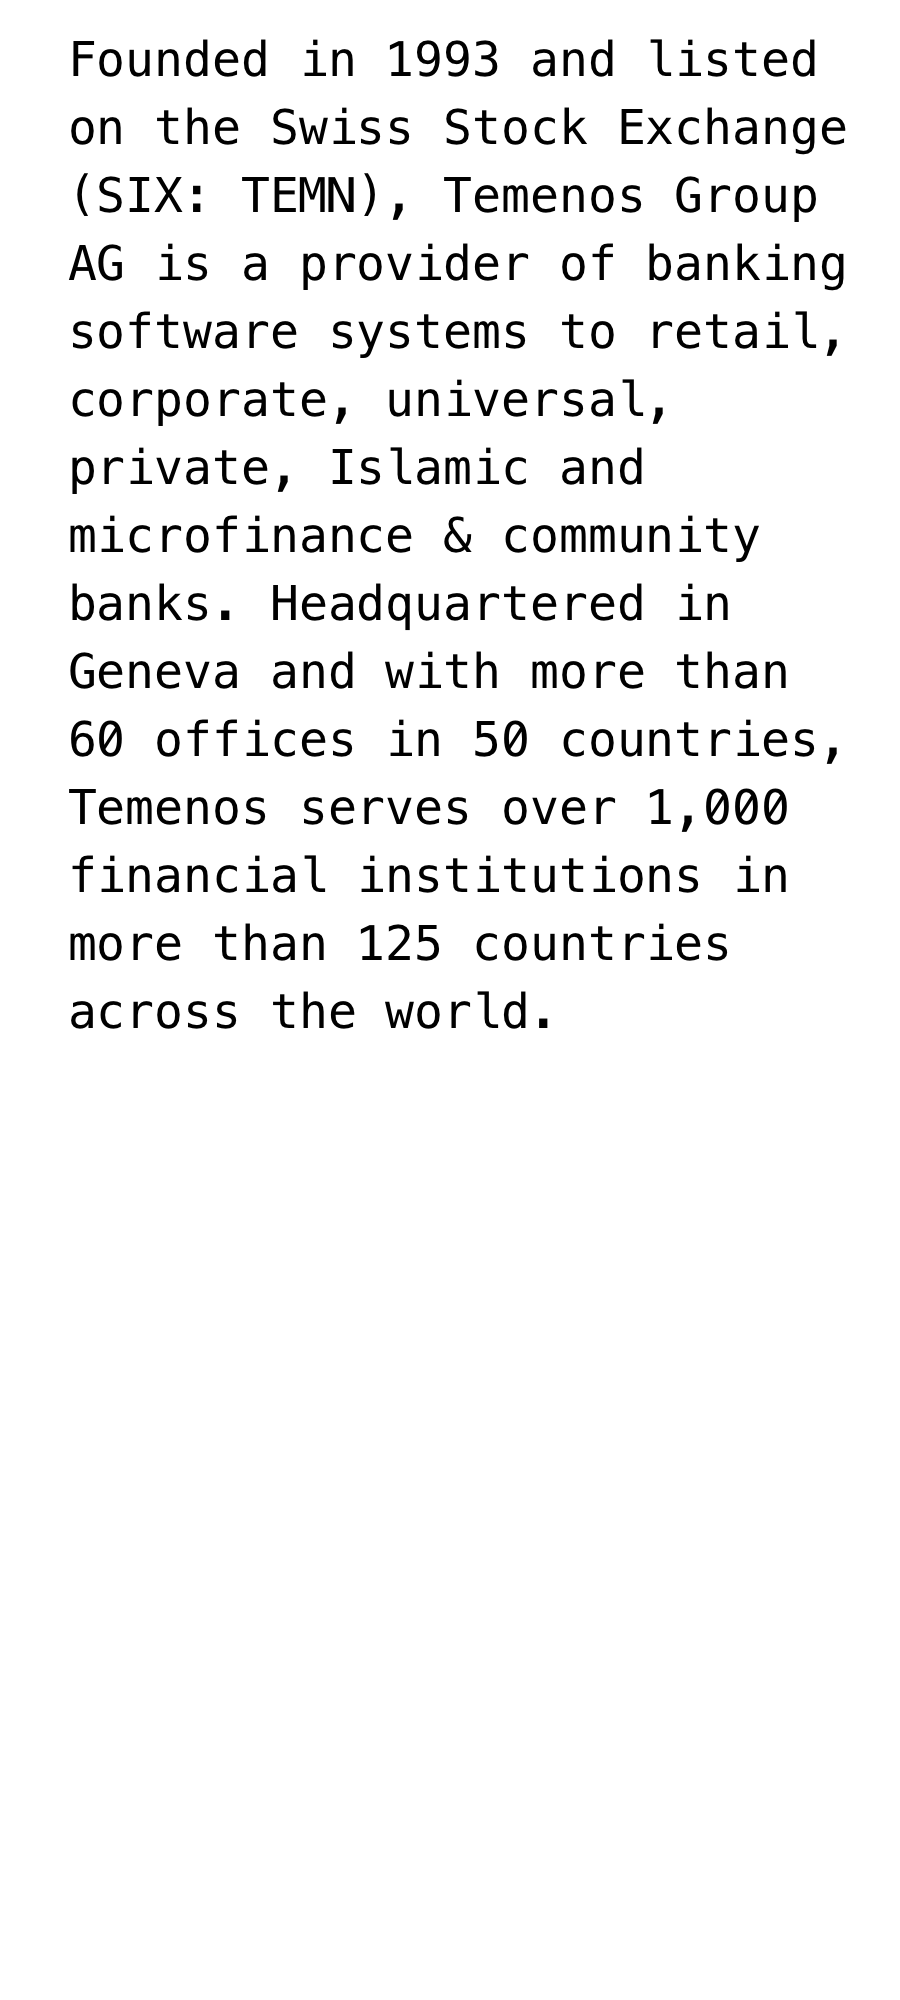 Founded in 1993 and listed
on the Swiss Stock Exchange
(SIX: TEMN), Temenos Group
AG is a provider of banking
software systems to retail,
corporate, universal,
private, Islamic and
microfinance & community
banks. Headquartered in
Geneva and with more than
60 offices in 50 countries,
Temenos serves over 1,000
financial institutions in
more than 125 countries
across the world.